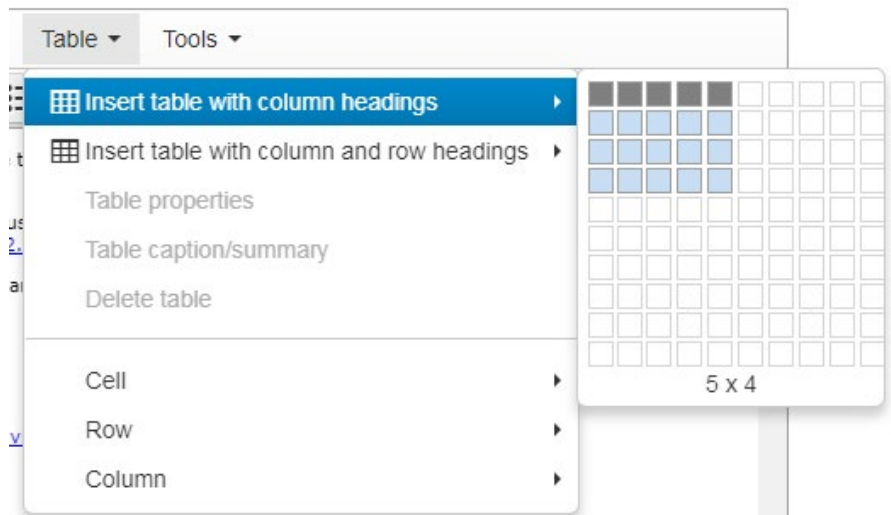 Table Tools
Insert table with column headings
Insert table with column and row headings
Table properties
Table caption/summary
Delete table
Cell
Row
Column
5 x 4